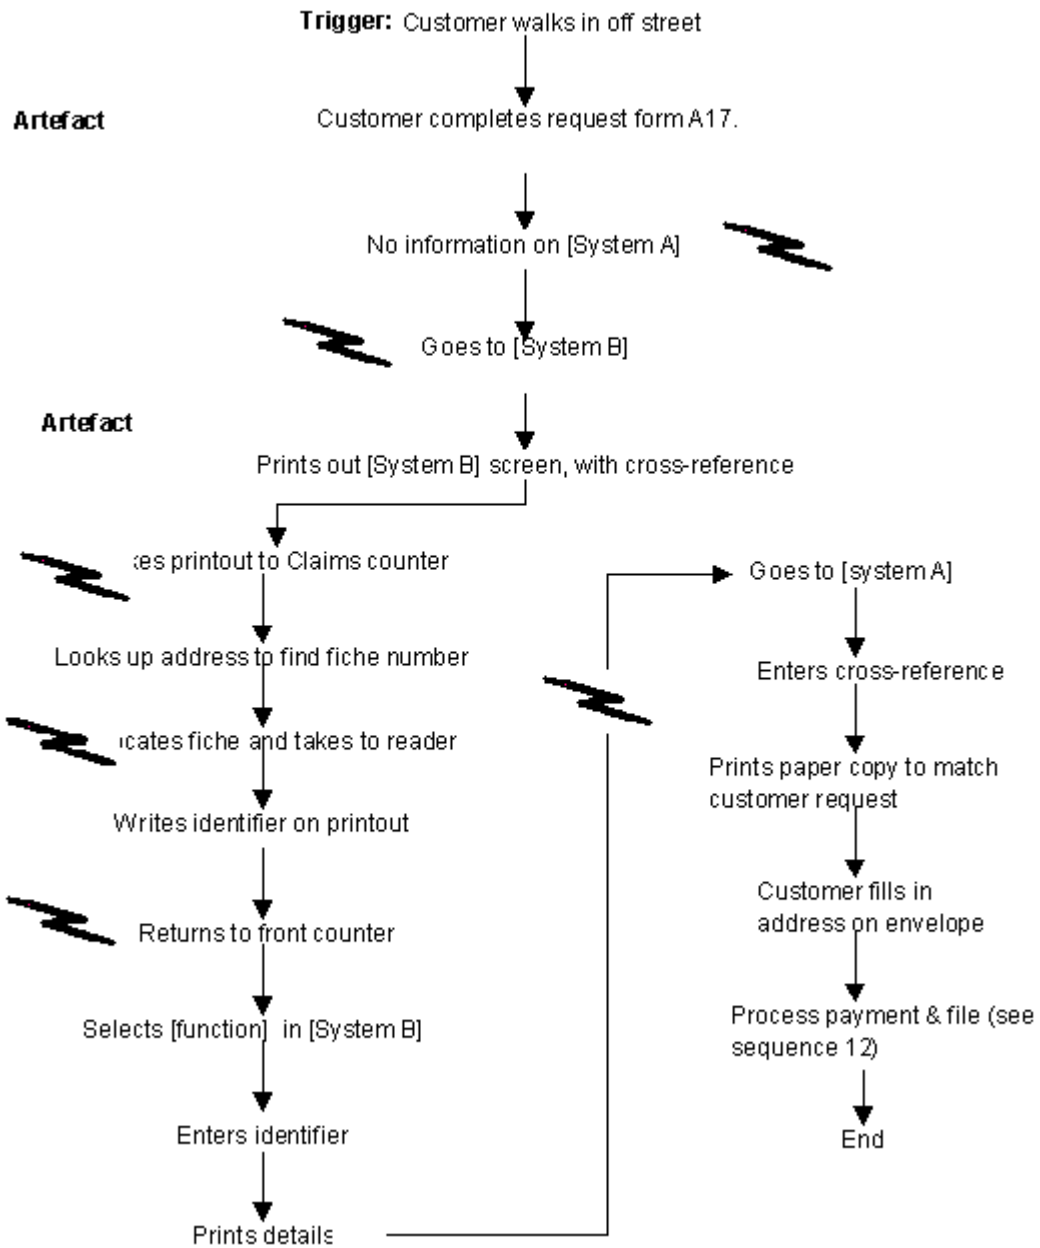 Trigger: Customer walks in off street
Artefact
Customer completes request form A17.
No information on [System A]
Goes to [System B]
Artefact
Prints out [System B] screen, with cross-reference
kes printout to Claims counter
Looks up address to find fiche number
cates fiche and takes to reader
Writes identifier on printout
Returns to front counter
Selects [function] in [System B]
Enters identifier
Prints details
Goes to [system A]
Enters cross-reference
Prints paper copy to match
customer request
Customer fills in
address on envelope
Process payment & file (see
sequence 12)
End